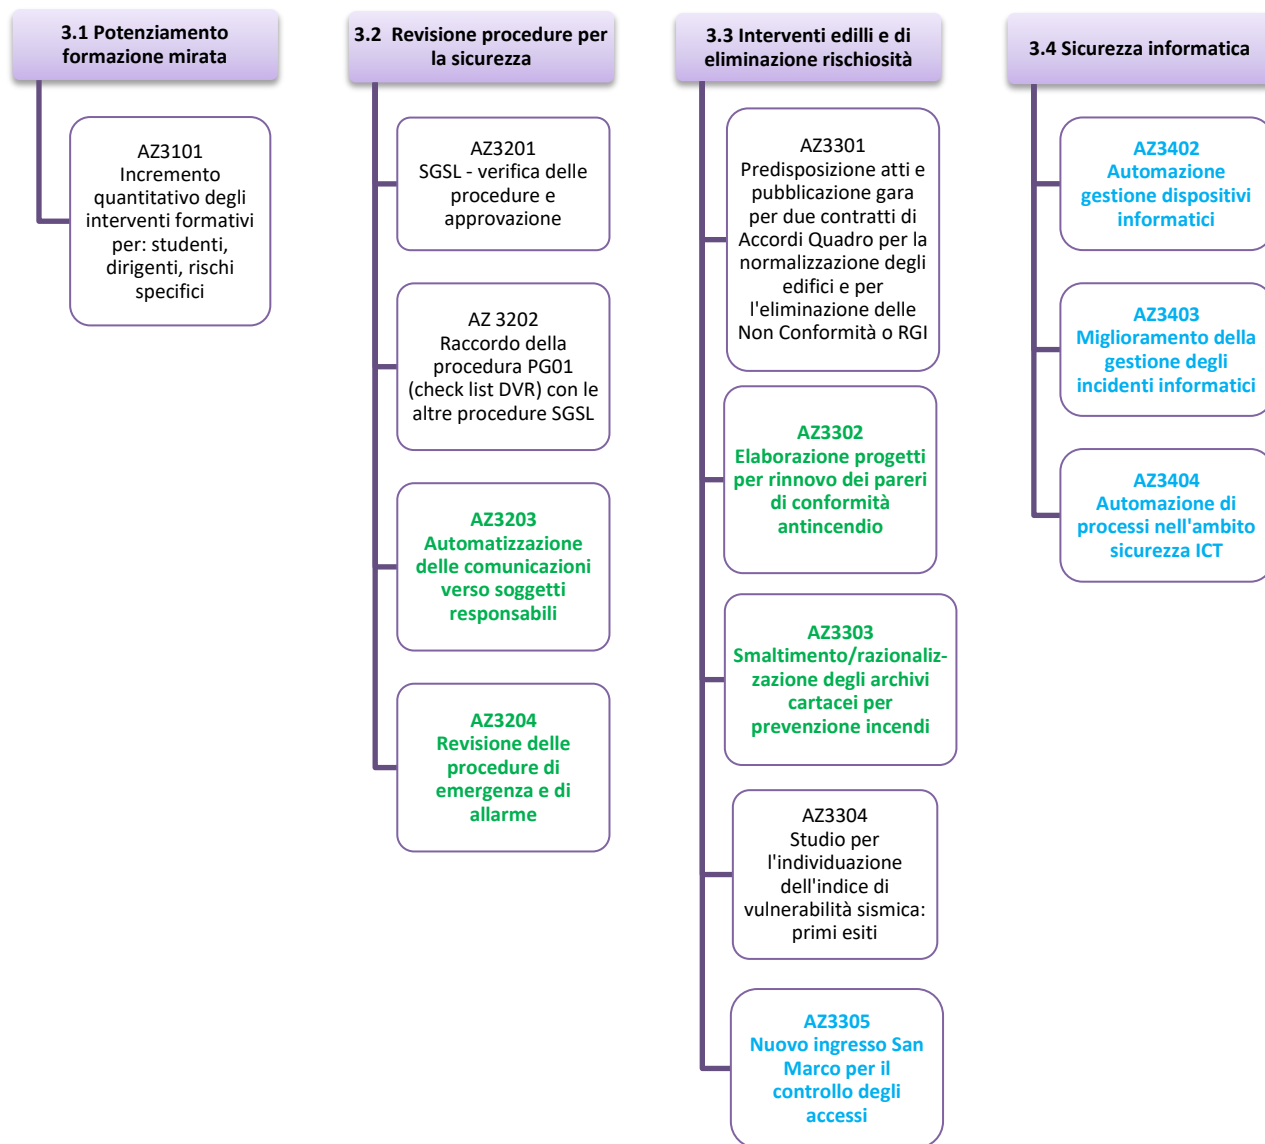 3.1 Potenziamento
formazione mirata
AZ3101
Incremento
quantitativo degli
interventi formativi
per: studenti,
dirigenti, rischi
specifici
3.2 Revisione procedure per
la sicurezza
AZ3201
SGSL - verifica delle
procedure e
approvazione
AZ 3202
Raccordo della
procedura PG01
(check list DVR) con le
altre procedure SGSL
AZ3203
Automatizzazione
delle comunicazioni
verso soggetti
responsabili
AZ3204
Revisione delle
procedure di
emergenza e di
allarme
3.3 Interventi edilli e di
eliminazione rischiosità
AZ3301
Predisposizione atti e
pubblicazione gara
per due contratti di
Accordi Quadro per la
normalizzazione degli
edifici e per
l'eliminazione delle
Non Conformità o RGI
AZ3302
Elaborazione progetti
per rinnovo dei pareri
di conformità
antincendio
AZ3303
Smaltimento/razionaliz-
zazione degli archivi
cartacei per
prevenzione incendi
AZ3304
Studio per
l'individuazione
dell'indice di
vulnerabilità sismica:
primi esiti
AZ3305
Nuovo ingresso San
Marco per il
controllo degli
accessi
3.4 Sicurezza informatica
AZ3402
Automazione
gestione dispositivi
informatici
AZ3403
Miglioramento della
gestione degli
incidenti informatici
AZ3404
Automazione di
processi nell'ambito
sicurezza ICT